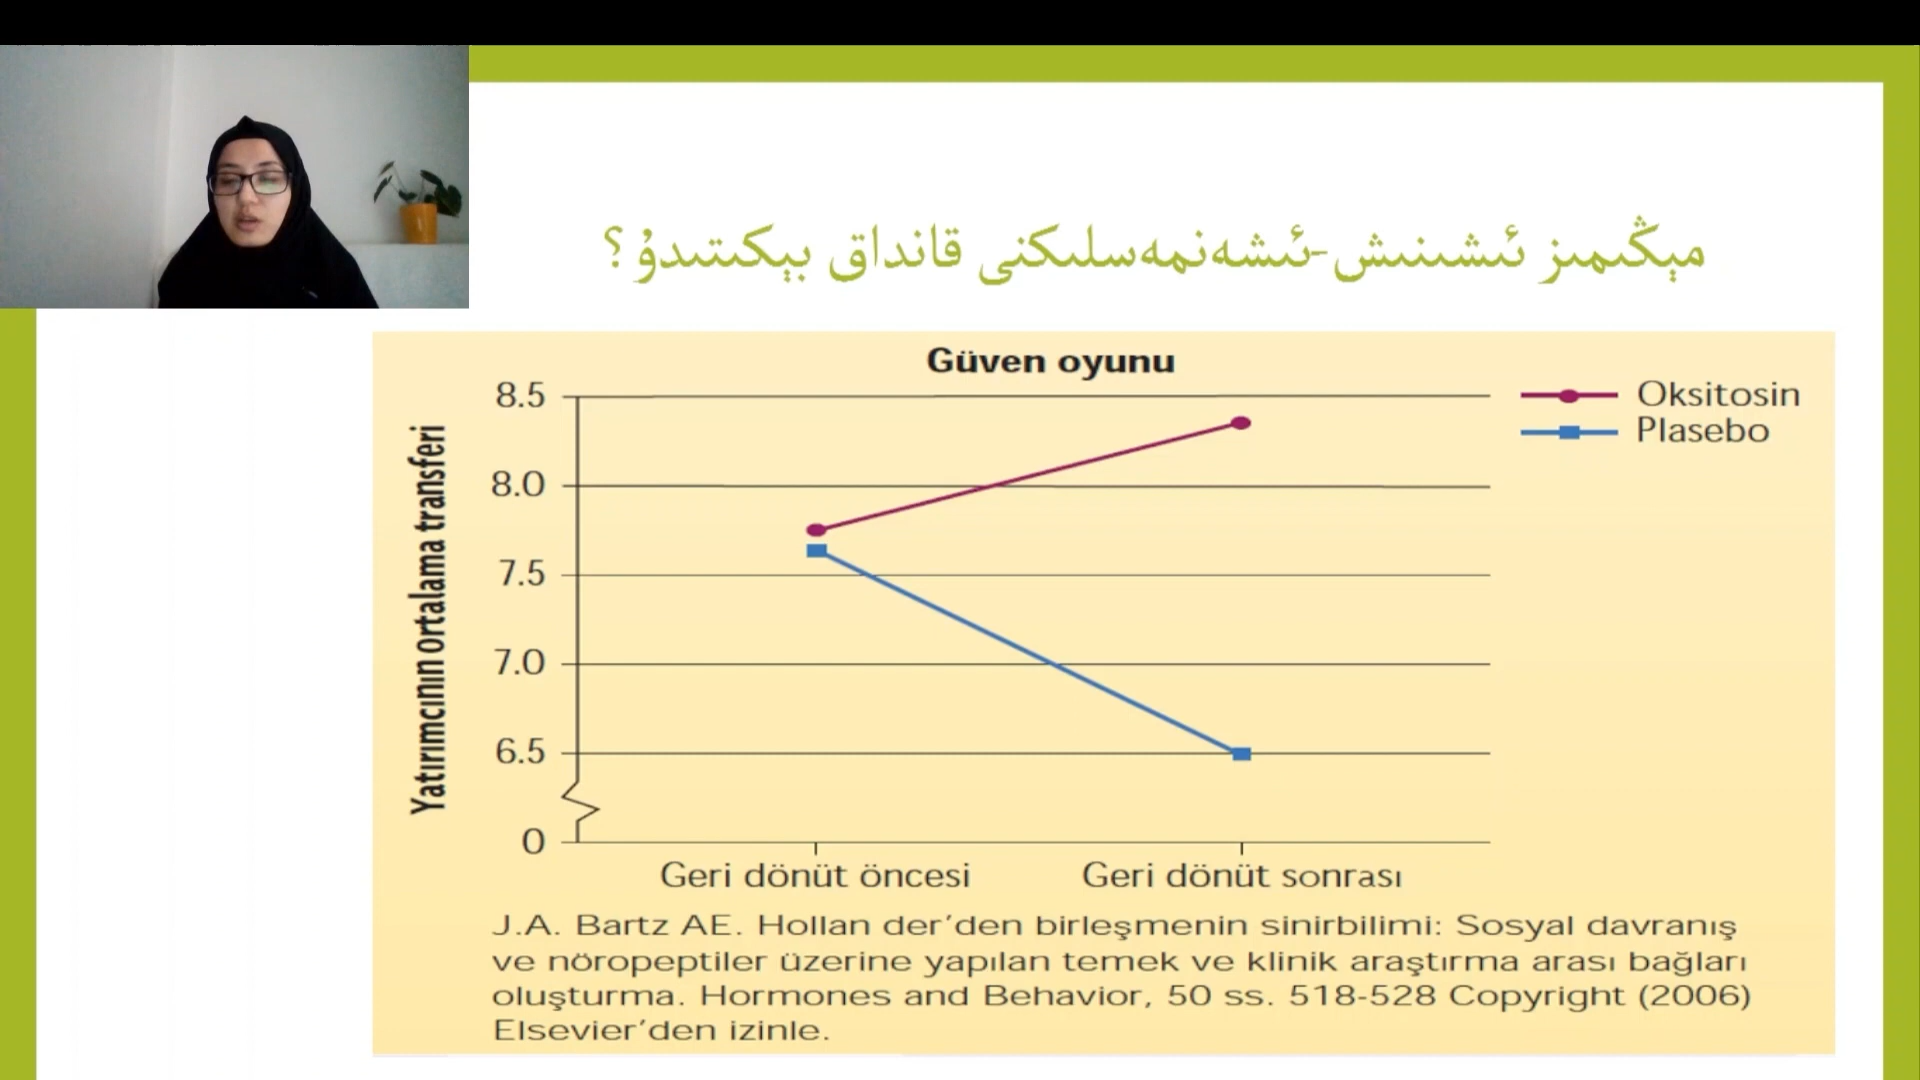 مېڭىمىز ئىشىنىش-ئىشەنمەسلىكنى قانداق بېكىتىدۇ؟
Güven oyunu
Yatırımcının ortalama transferi
8.5
8.0
7.5
7.0
6.5
0
Oksitosin
Plasebo
Geri dönüt öncesi
Geri dönüt sonrası
J.A. Bartz AE. Hollan der’den birleşmenin sinirbilimi: Sosyal davranış
ve nöropeptiler üzerine yapılan temek ve klinik araştırma arası bağları
oluşturma. Hormones and Behavior, 50 ss. 518-528 Copyright (2006)
Elsevier’den izinle.